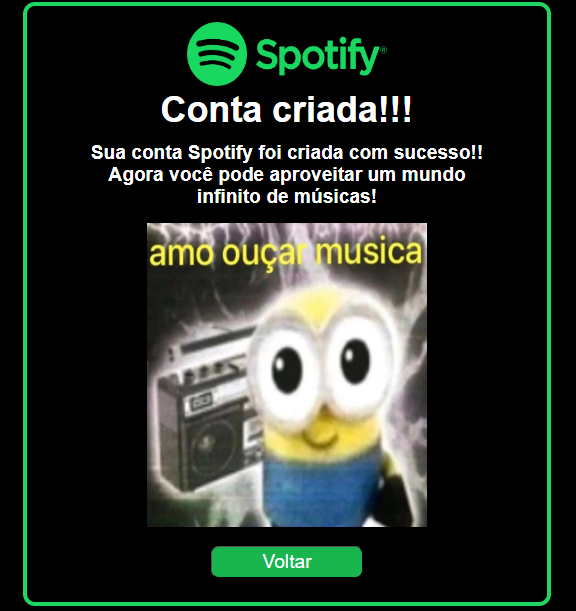 Spotify®
Conta criada!!!
Sua conta Spotify foi criada com sucesso!!
Agora você pode aproveitar um mundo
infinito de músicas!
amo ouçar musica
Voltar